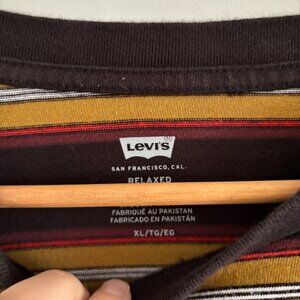 Levi's
SAN FRANCISCO, CAL.
RELAXED
FABRIQUÉ AU PAKISTAN
FABRICADO EN PAKISTÁN
XL/TG/EG